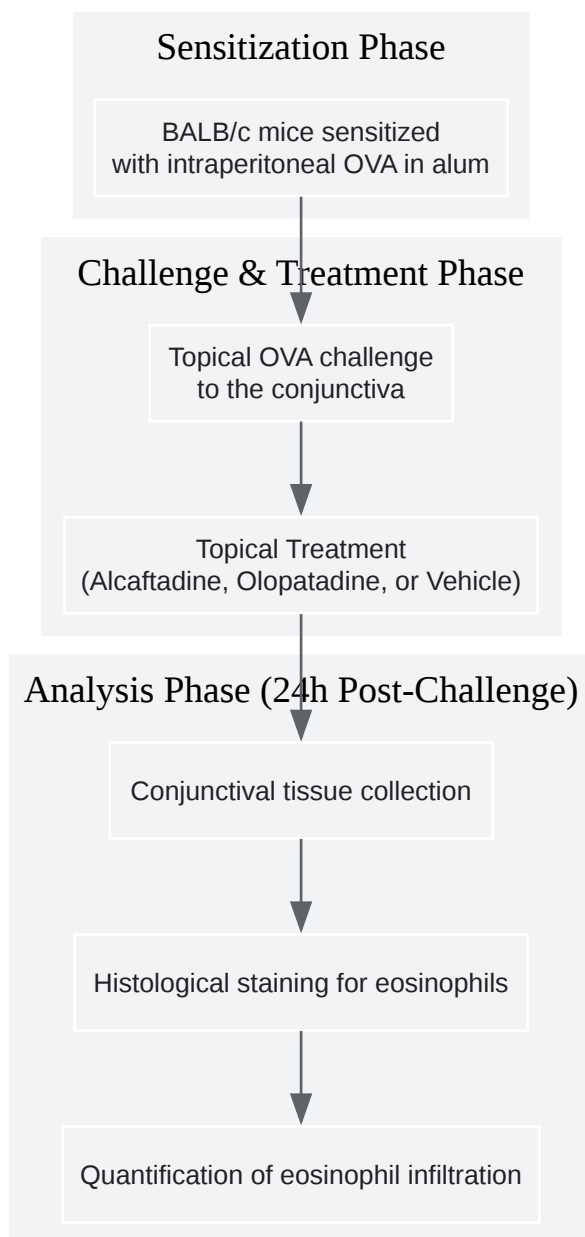 Sensitization Phase
BALB/c mice sensitized
with intraperitoneal OVA in alum
Challenge & Treatment Phase
Topical OVA challenge
to the conjunctiva
Topical Treatment
(Alcaftadine, Olopatadine, or Vehicle)
Analysis Phase (24h Post-Challenge)
Conjunctival tissue collection
Histological staining for eosinophils
Quantification of eosinophil infiltration